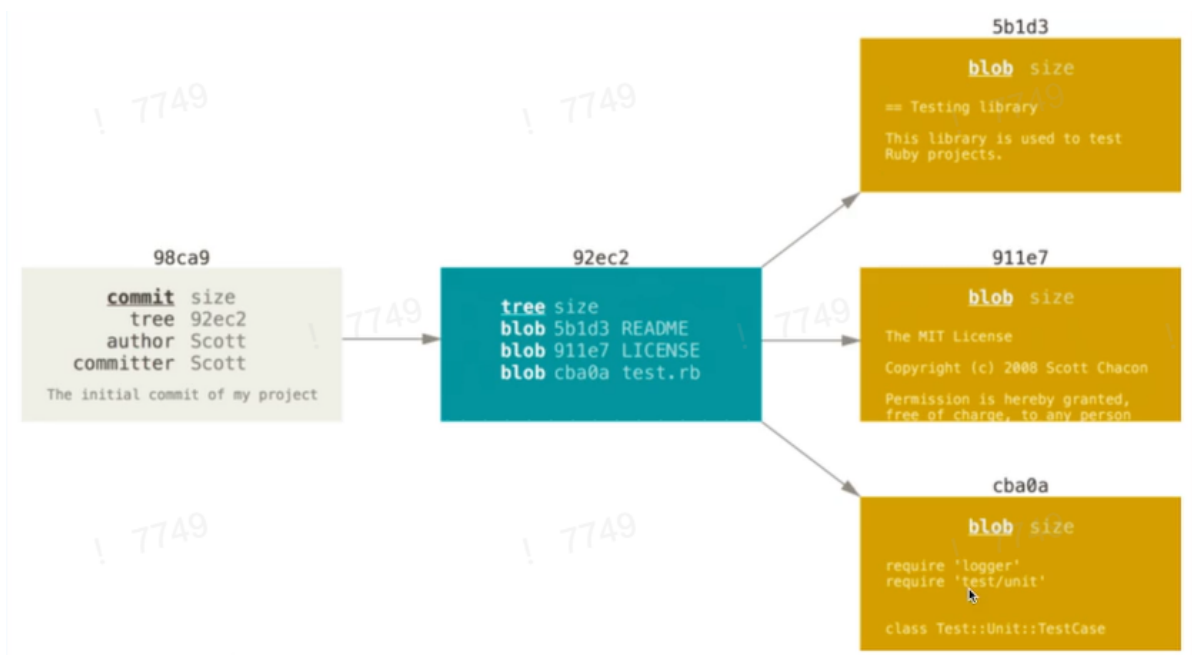 98ca9
commit size
tree 92ec2
author Scott
committer Scott
The initial commit of my project
92ec2
tree size
blob 5b1d3 README
blob 911e7 LICENSE
blob cba0a test.rb
5b1d3
blob size
== Testing library
This library is used to test
Ruby projects.
911e7
blob size
The MIT License
Copyright (c) 2008 Scott Chacon
Permission is hereby granted,
free of charge, to any person
cba0a
blob size
require 'logger'
require 'test/unit'
class Test::Unit::TestCase
! 7749
! 7749
! 7749
! 7749
! 7749
! 7749